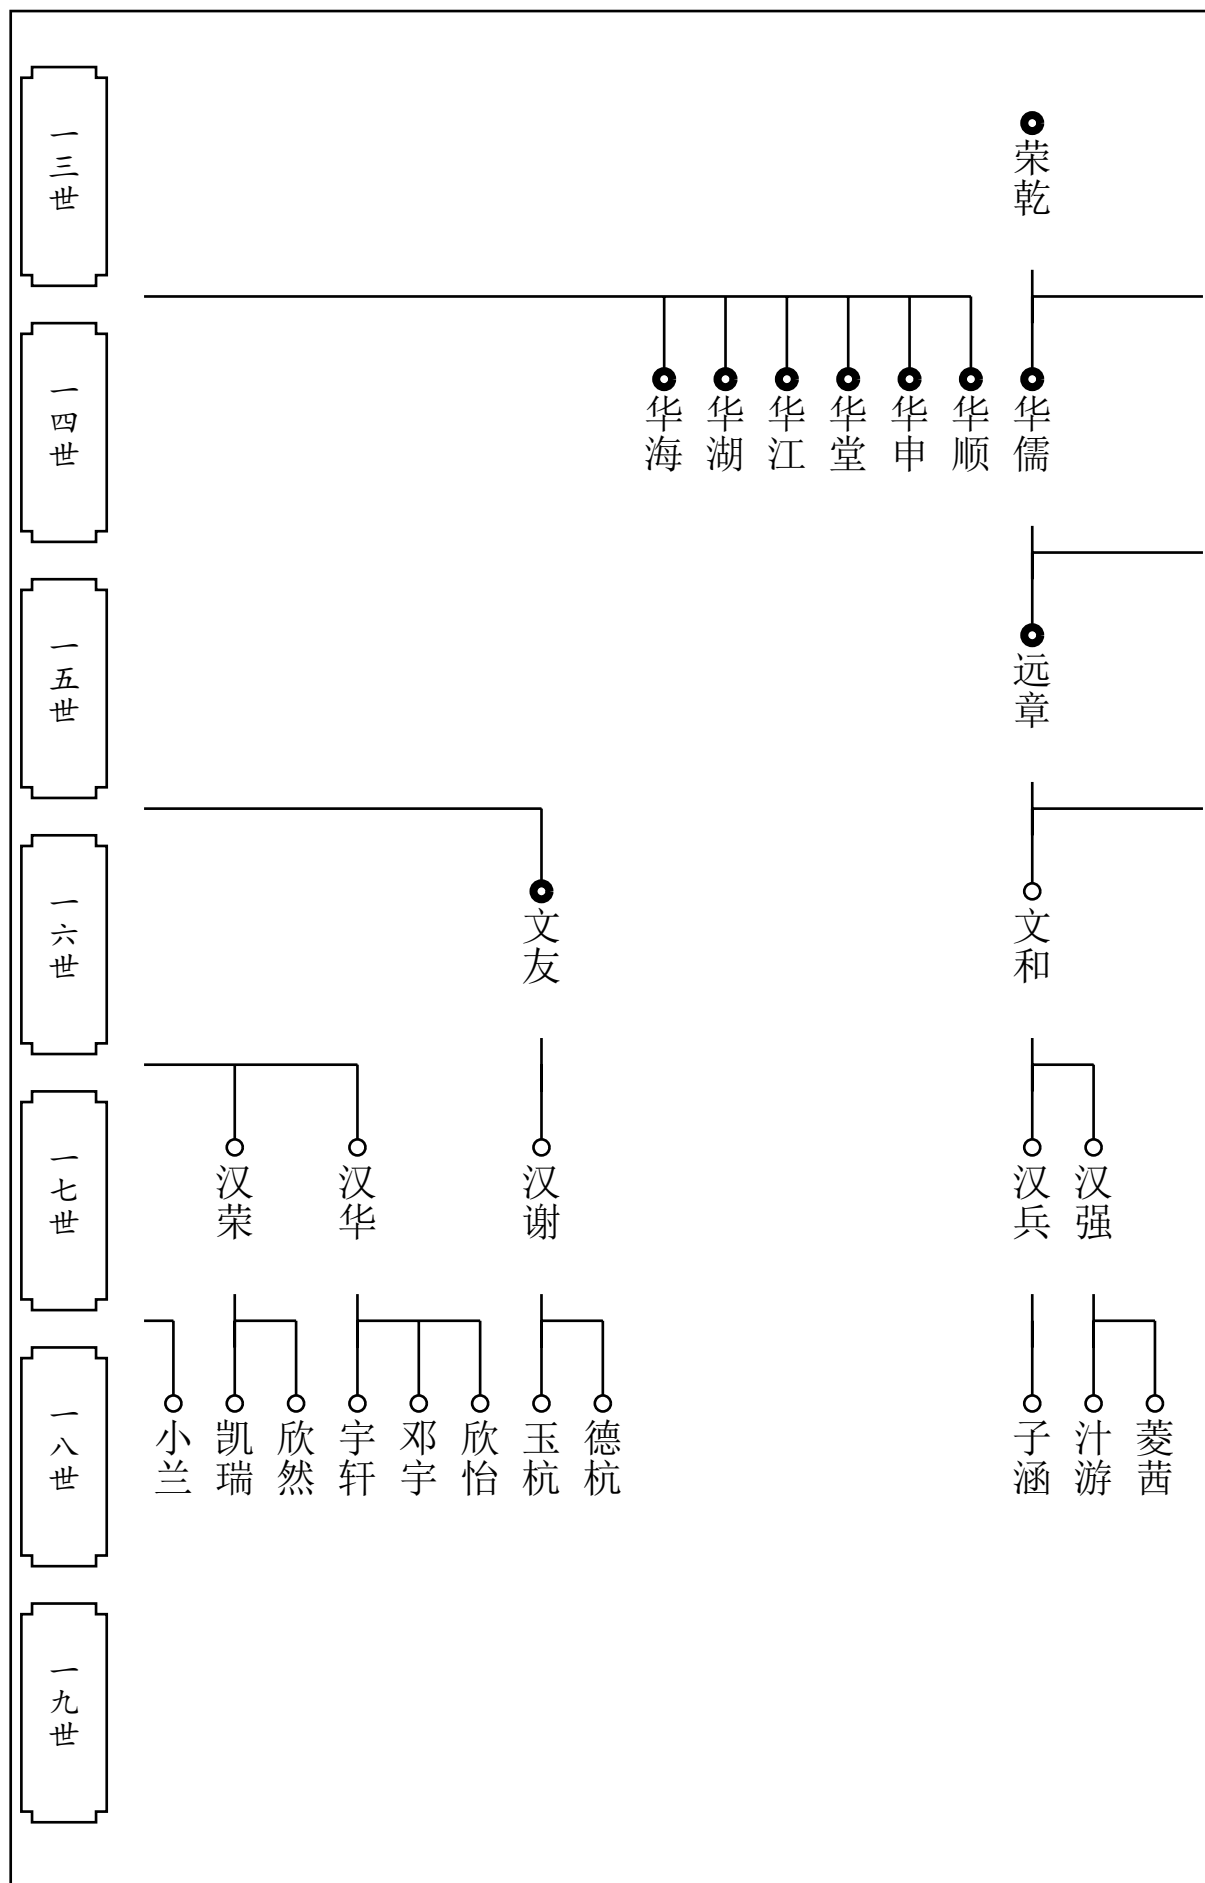 一三世
荣乾
一四世
华海
华湖
华江
华堂
华申
华顺
华儒
一五世
远章
一六世
文友
文和
一七世
汉荣
汉华
汉谢
汉兵
汉强
一八世
小兰
凯瑞
欣然
宇轩
邓宇
欣怡
玉杭
德杭
子涵
汁游
菱茜
一九世